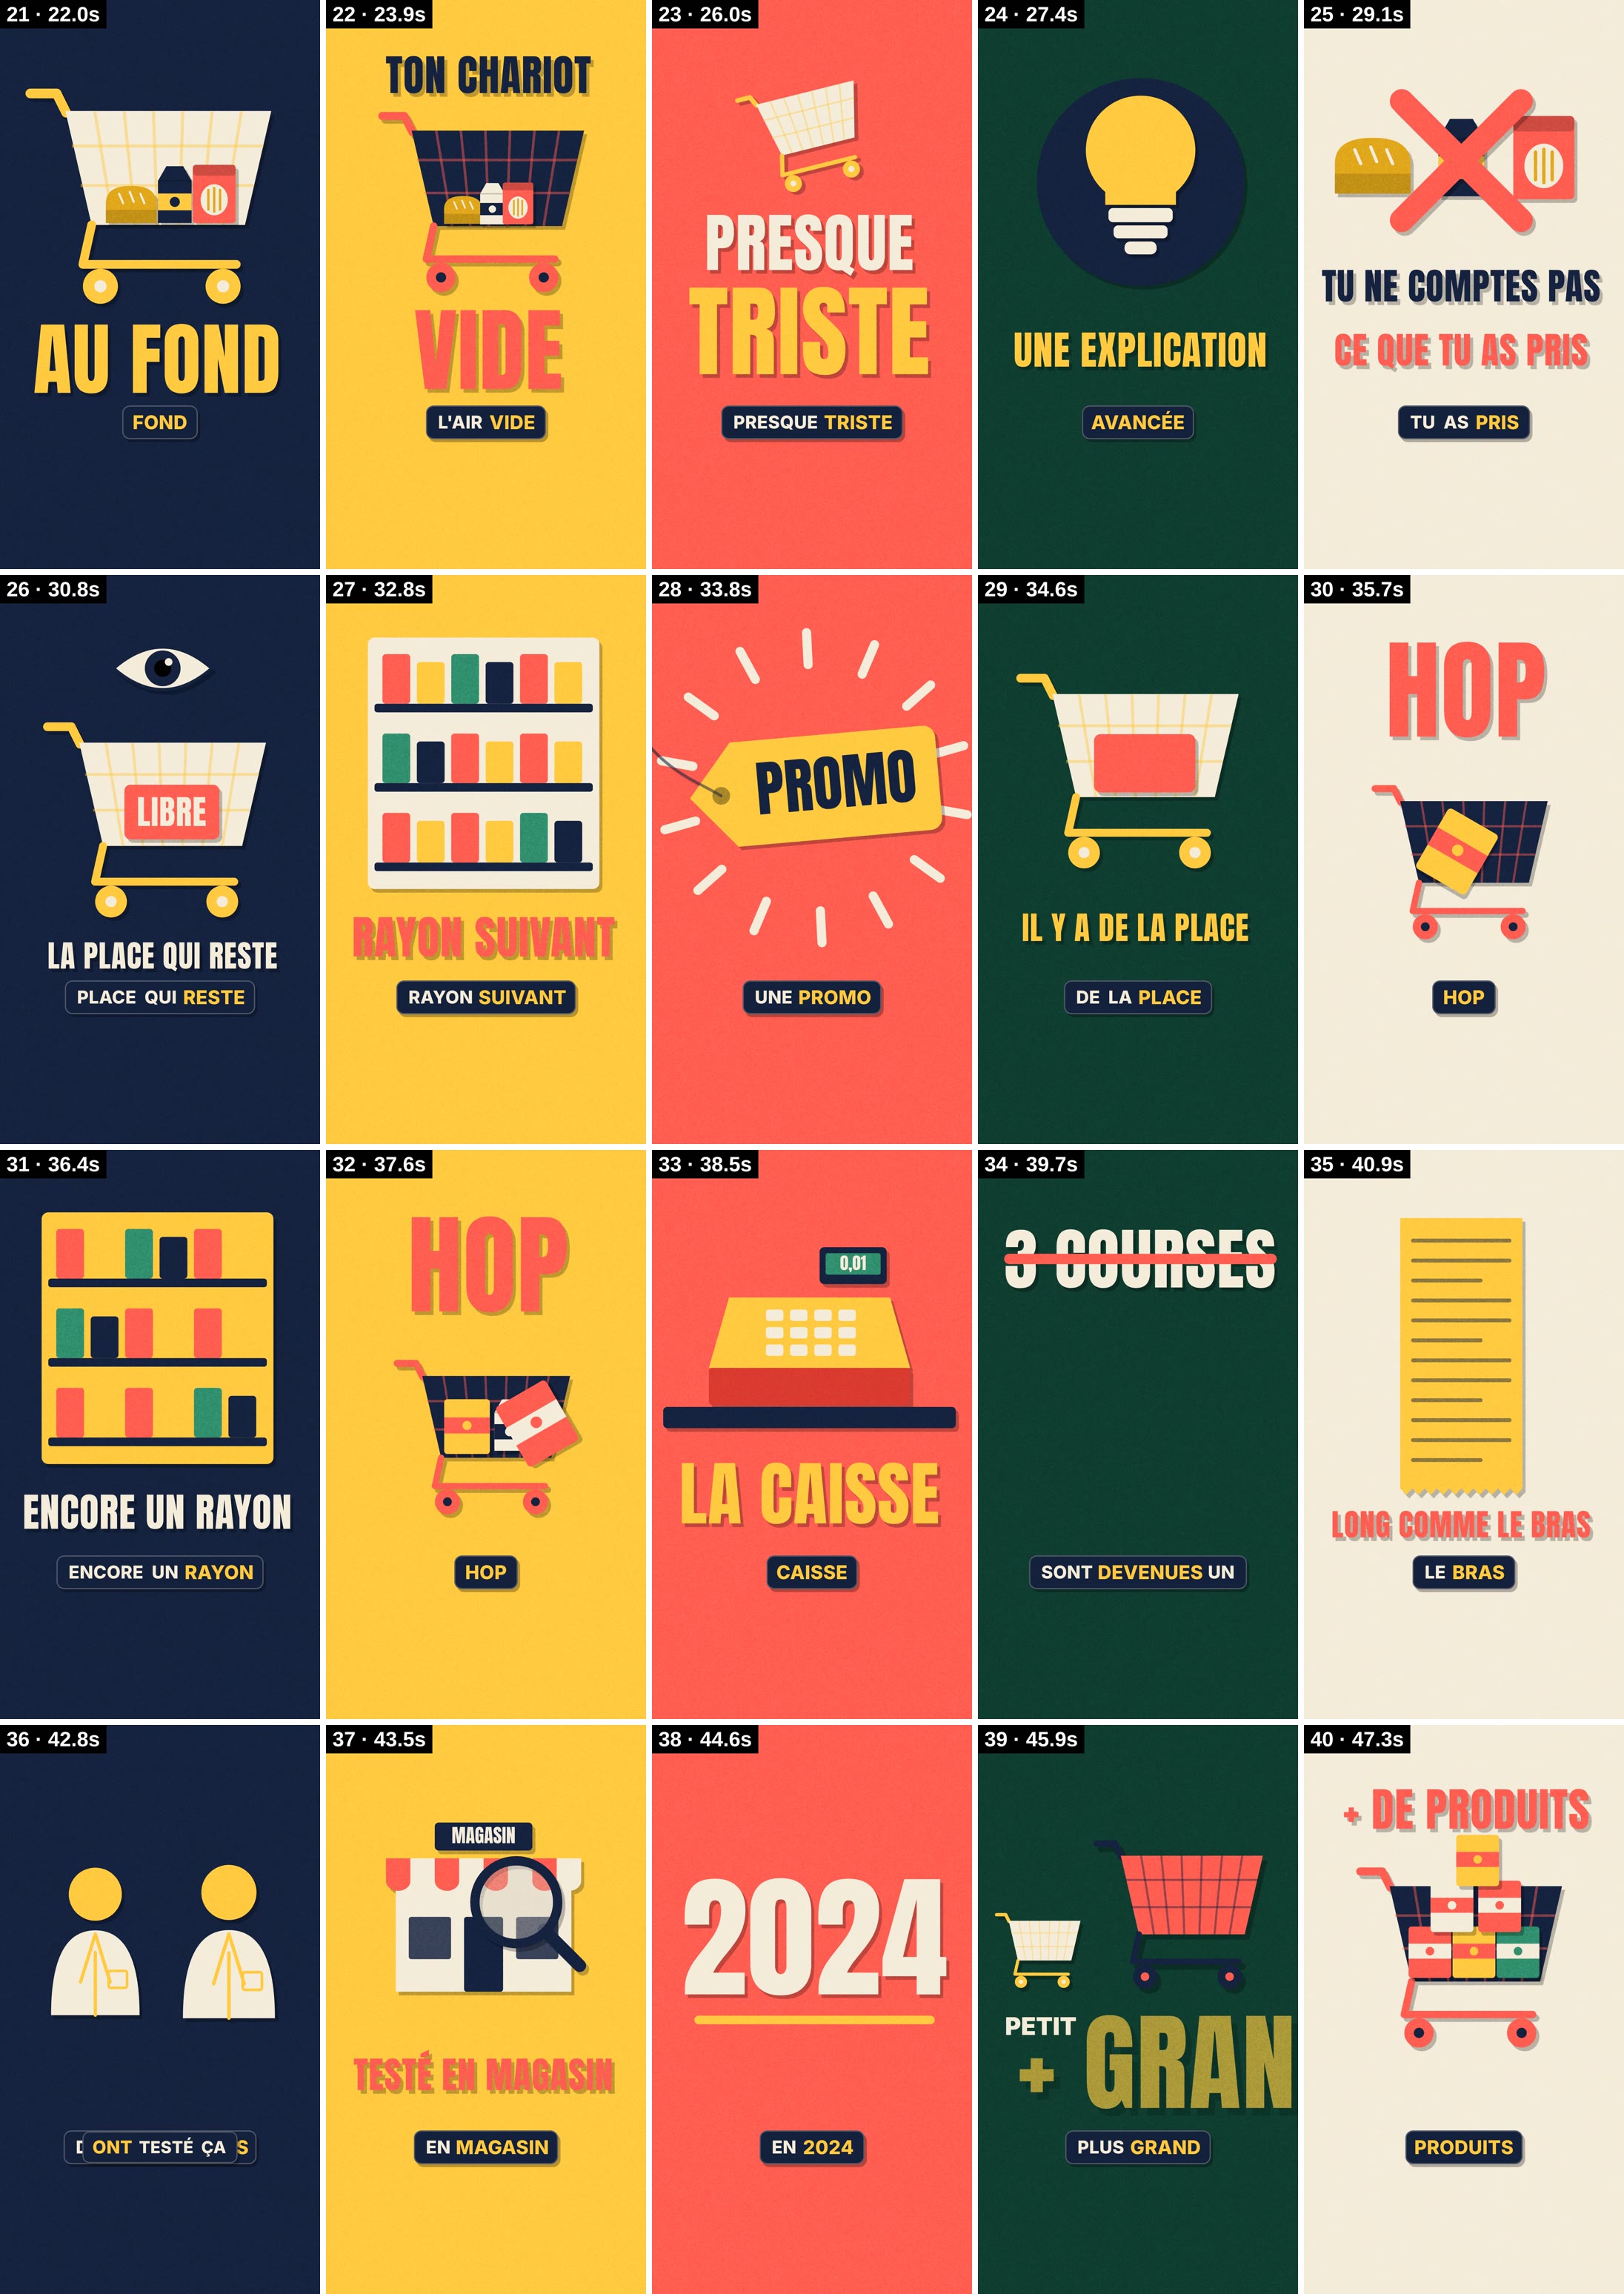 21 · 22.0s
AU FOND
FOND
22 · 23.9s
TON CHARIOT
VIDE
L'AIR VIDE
23 · 26.0s
PRESQUE
TRISTE
PRESQUE TRISTE
24 · 27.4s
UNE EXPLICATION
AVANCÉE
25 · 29.1s
TU NE COMPTES PAS
CE QUE TU AS PRIS
TU AS PRIS
26 · 30.8s
LIBRE
LA PLACE QUI RESTE
PLACE QUI RESTE
27 · 32.8s
RAYON SUIVANT
RAYON SUIVANT
28 · 33.8s
PROMO
UNE PROMO
29 · 34.6s
IL Y A DE LA PLACE
DE LA PLACE
30 · 35.7s
HOP
HOP
31 · 36.4s
ENCORE UN RAYON
ENCORE UN RAYON
32 · 37.6s
HOP
HOP
33 · 38.5s
0,01
LA CAISSE
CAISSE
34 · 39.7s
3 COURSES
SONT DEVENUES UN
35 · 40.9s
LONG COMME LE BRAS
LE BRAS
36 · 42.8s
ONT TESTÉ ÇA
37 · 43.5s
MAGASIN
TESTÉ EN MAGASIN
EN MAGASIN
38 · 44.6s
2024
EN 2024
39 · 45.9s
PETIT
+ GRAN
PLUS GRAND
40 · 47.3s
+ DE PRODUITS
PRODUITS